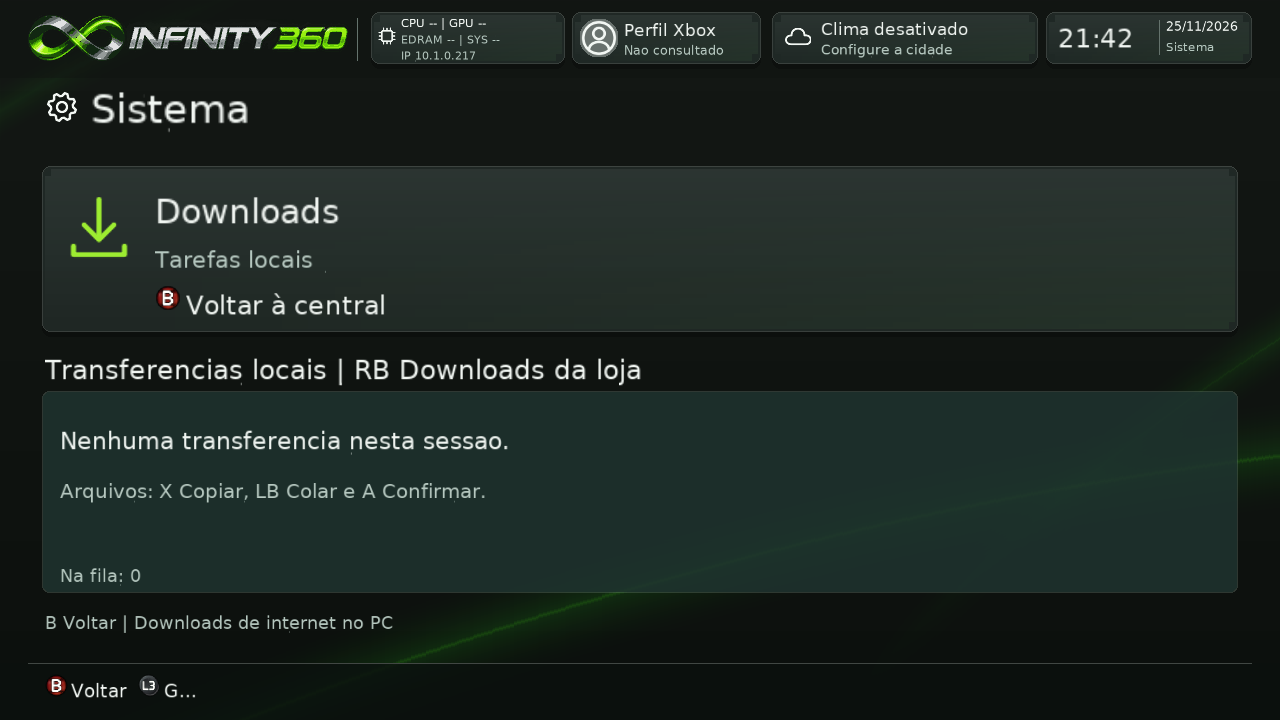 INFINITY 360
CPU -- | GPU --
EDRAM -- | SYS --
IP 10.1.0.217
Perfil Xbox
Nao consultado
Clima desativado
Configure a cidade
21:42
25/11/2026
Sistema
Sistema
Downloads
Tarefas locais
B Voltar à central
Transferencias locais | RB Downloads da loja
Nenhuma transferencia nesta sessao.
Arquivos: X Copiar, LB Colar e A Confirmar.
Na fila: 0
B Voltar | Downloads de internet no PC
B Voltar L3 G...